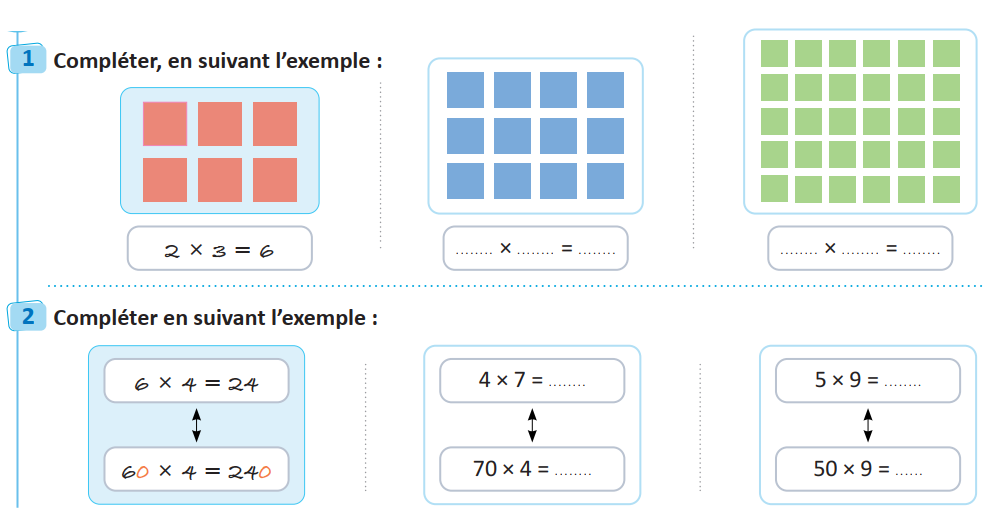 1 Compléter, en suivant l’exemple :
2 × 3 = 6
........ × ........ = ........
........ × ........ = ........
2 Compléter en suivant l’exemple :
6 × 4 = 24
60 × 4 = 240
4 × 7 = ........
70 × 4 = ........
5 × 9 = ........
50 × 9 = ......